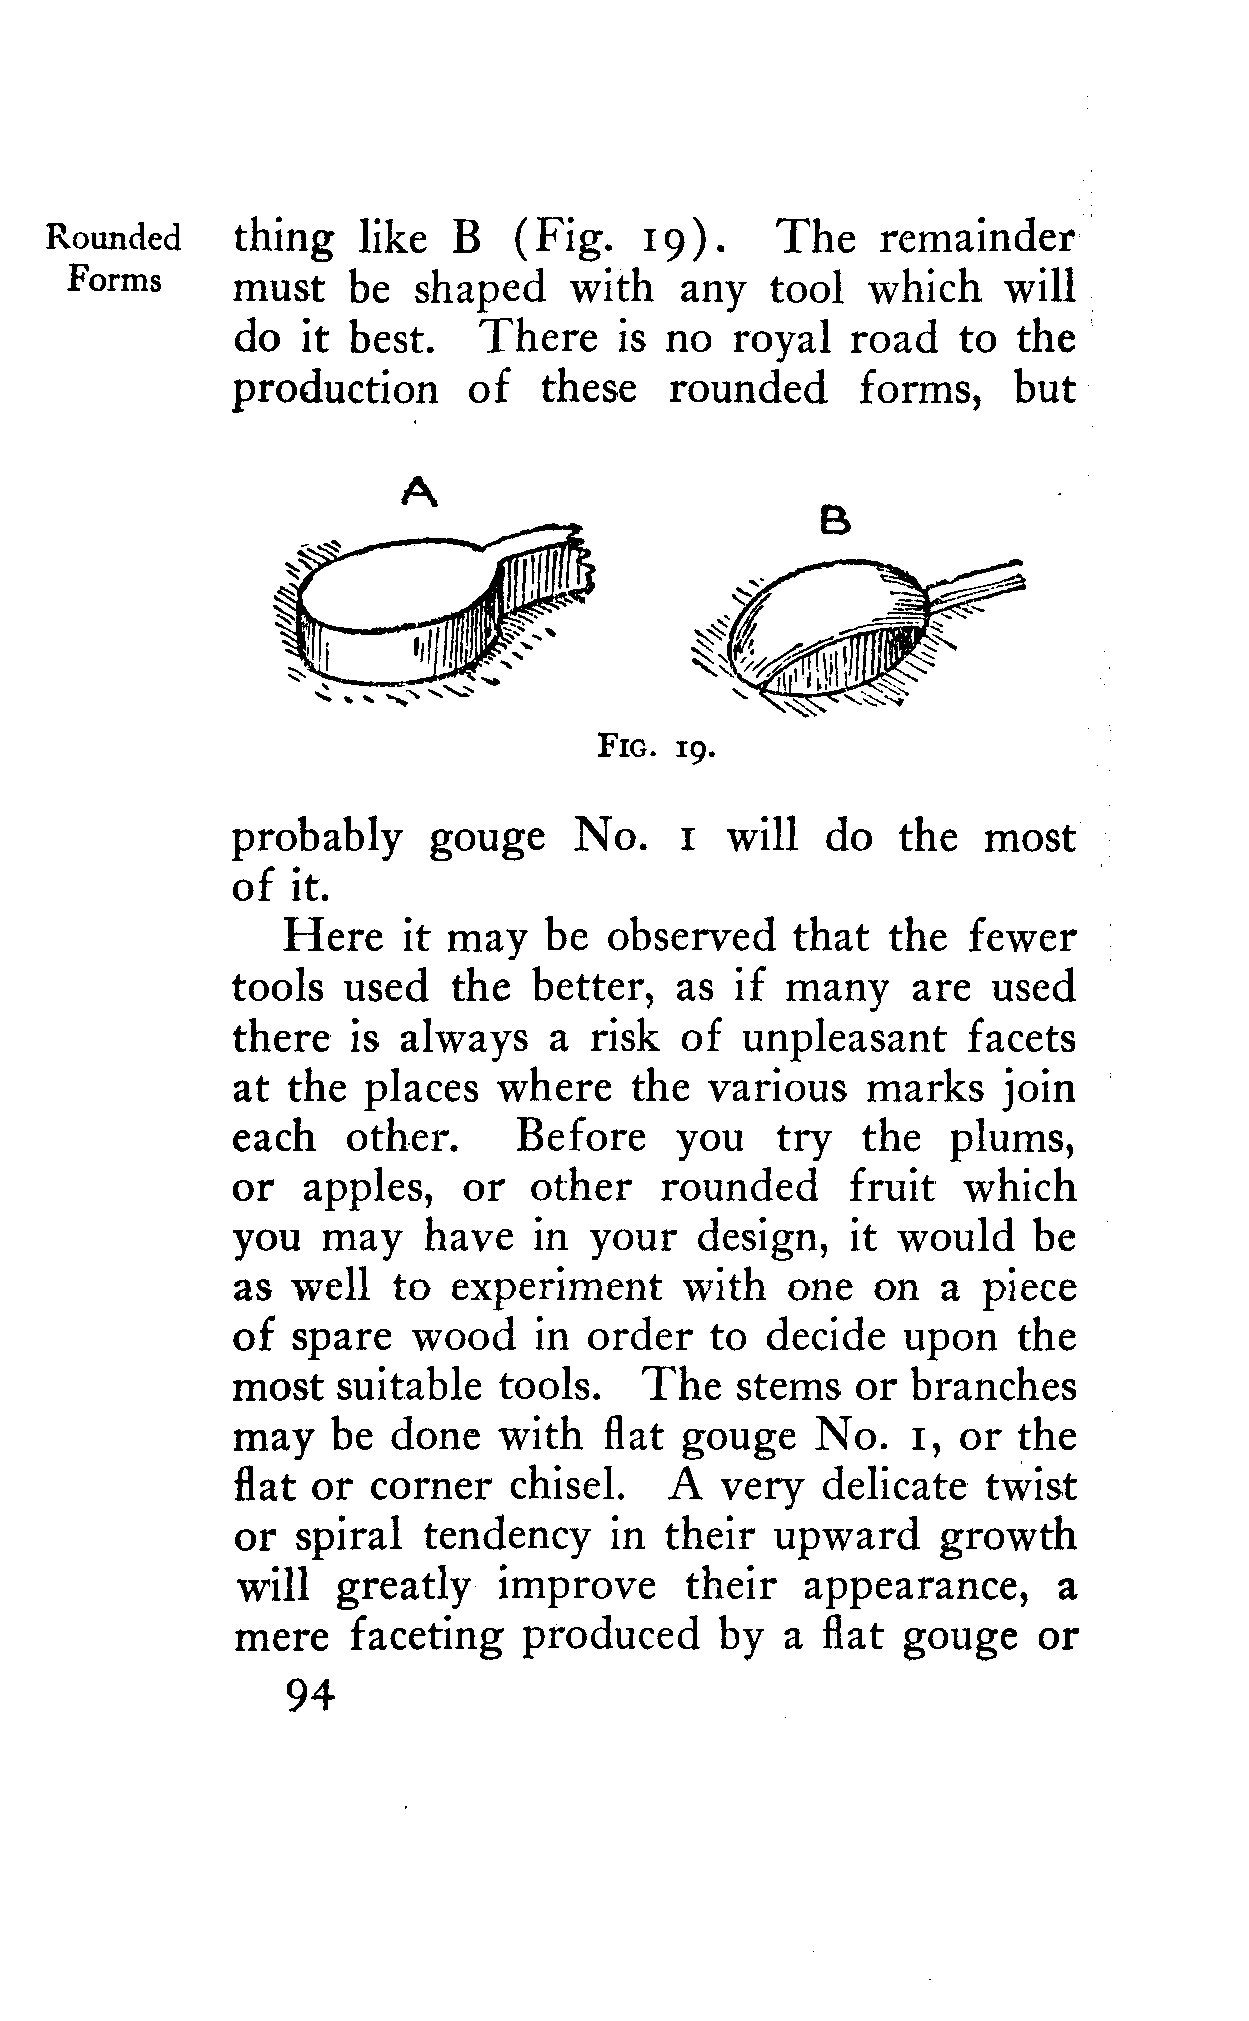 Rounded
Forms
thing like B (Fig. 19). The remainder
must be shaped with any tool which will
do it best. There is no royal road to the
production of these rounded forms, but
A
B
FIG. 19.
probably gouge No. 1 will do the most
of it.
Here it may be observed that the fewer
tools used the better, as if many are used
there is always a risk of unpleasant facets
at the places where the various marks join
each other. Before you try the plums,
or apples, or other rounded fruit which
you may have in your design, it would be
as well to experiment with one on a piece
of spare wood in order to decide upon the
most suitable tools. The stems or branches
may be done with flat gouge No. 1, or the
flat or corner chisel. A very delicate twist
or spiral tendency in their upward growth
will greatly improve their appearance, a
mere faceting produced by a flat gouge or
94